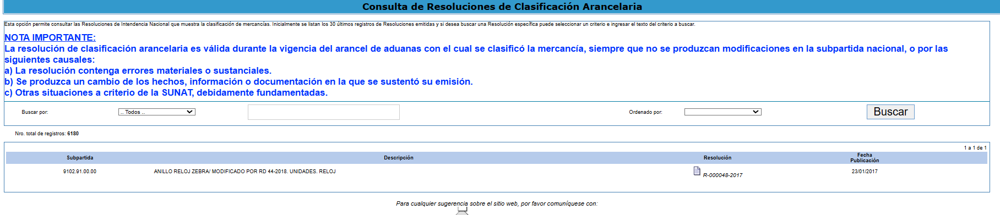 Consulta de Resoluciones de Clasificación Arancelaria
Esta opción permite consultar las Resoluciones de Intendencia Nacional que muestra la clasificación de mercancías. Inicialmente se listan los 30 últimos registros de Resoluciones emitidas y si desea buscar una Resolución específica puede seleccionar un criterio e ingresar el texto del criterio a buscar.
NOTA IMPORTANTE:
La resolución de clasificación arancelaria es válida durante la vigencia del arancel de aduanas con el cual se clasificó la mercancía, siempre que no se produzcan modificaciones en la subpartida nacional, o por las
siguientes causales:
a) La resolución contenga errores materiales o sustanciales.
b) Se produzca un cambio de los hechos, información o documentación en la que se sustentó su emisión.
c) Otras situaciones a criterio de la SUNAT, debidamente fundamentadas.
Buscar por: .. Todos .. Ordenado por: Buscar
Nro. total de registros: 6180
1 a 1 de 1
Subpartida Descripción Resolución Fecha Publicación
9102.91.00.00 ANILLO RELOJ ZEBRA/ MODIFICADO POR RD 44-2018. UNIDADES. RELOJ R-000048-2017 23/01/2017
Para cualquier sugerencia sobre el sitio web, por favor comuníquese con: